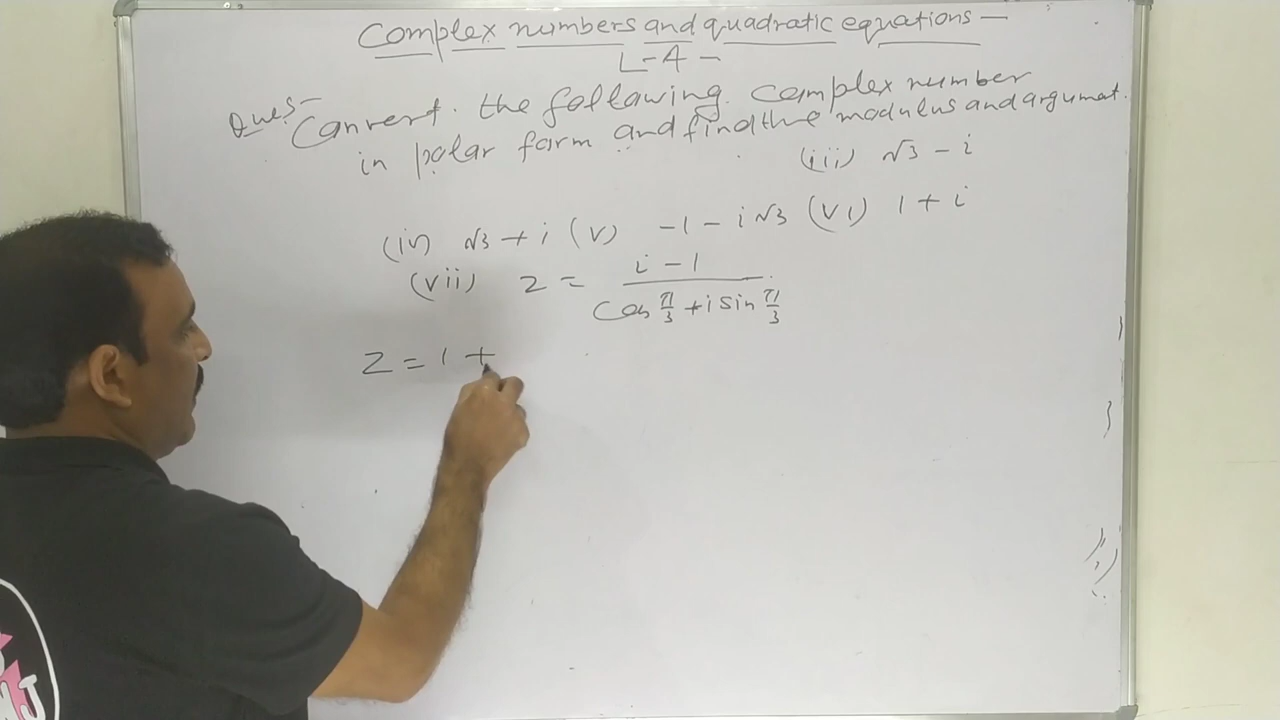 Complex numbers and quadratic equations —
L-4 -
Ques- Convert. the following. complex number
in polar form and find the modulus and argumet.
(iii) √3 - i
(iv) √3 + i (v) -1 - i√3 (VI) 1 + i
(vii) z = i - 1 / Cos π/3 + i Sin π/3
Z = 1 +